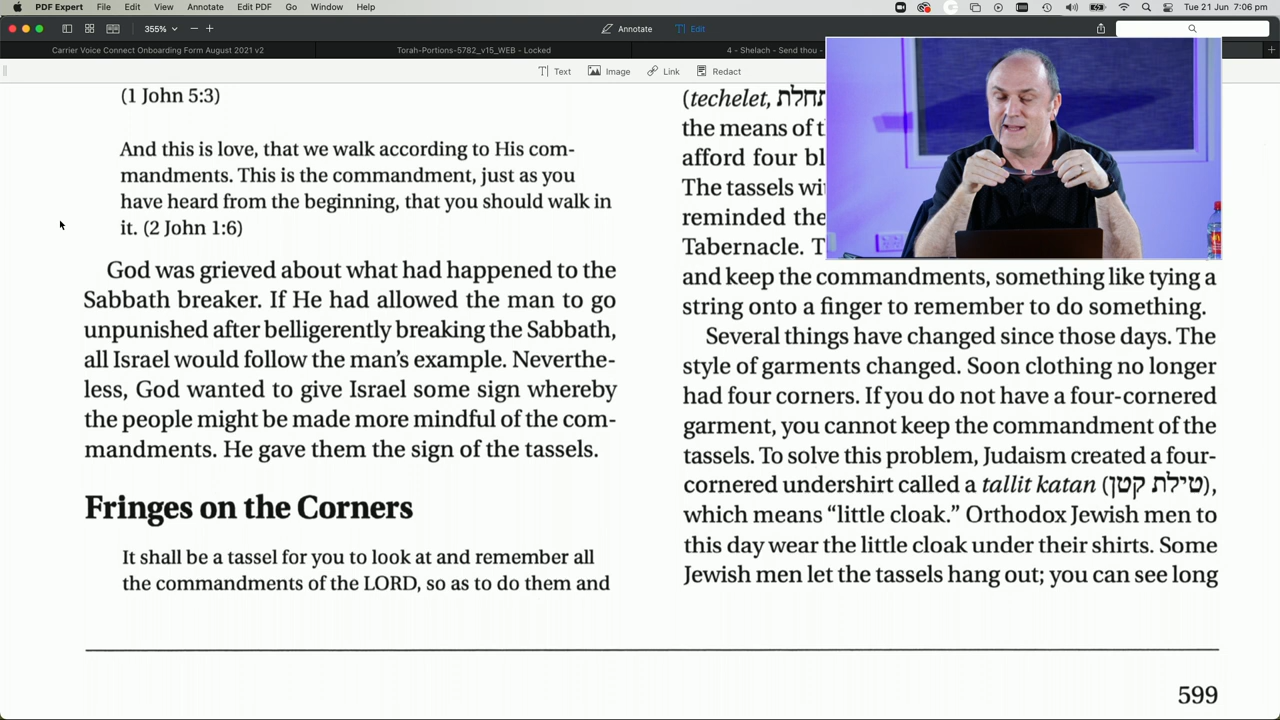 PDF Expert File Edit View Annotate Edit PDF Go Window Help
Tue 21 Jun 7:06 pm
355%
Annotate
Edit
Carrier Voice Connect Onboarding Form August 2021 v2
Torah-Portions-5782_v15_WEB - Locked
4 - Shelach - Send thou -
Text
Image
Link
Redact
(1 John 5:3)
And this is love, that we walk according to His com-
mandments. This is the commandment, just as you
have heard from the beginning, that you should walk in
it. (2 John 1:6)
God was grieved about what had happened to the
Sabbath breaker. If He had allowed the man to go
unpunished after belligerently breaking the Sabbath,
all Israel would follow the man’s example. Neverthe-
less, God wanted to give Israel some sign whereby
the people might be made more mindful of the com-
mandments. He gave them the sign of the tassels.
Fringes on the Corners
It shall be a tassel for you to look at and remember all
the commandments of the LORD, so as to do them and
(techelet,
the means of
afford four bl
The tassels wi
reminded the
Tabernacle. T
and keep the commandments, something like tying a
string onto a finger to remember to do something.
Several things have changed since those days. The
style of garments changed. Soon clothing no longer
had four corners. If you do not have a four-cornered
garment, you cannot keep the commandment of the
tassels. To solve this problem, Judaism created a four-
cornered undershirt called a tallit katan (טילת קטן),
which means “little cloak.” Orthodox Jewish men to
this day wear the little cloak under their shirts. Some
Jewish men let the tassels hang out; you can see long
599